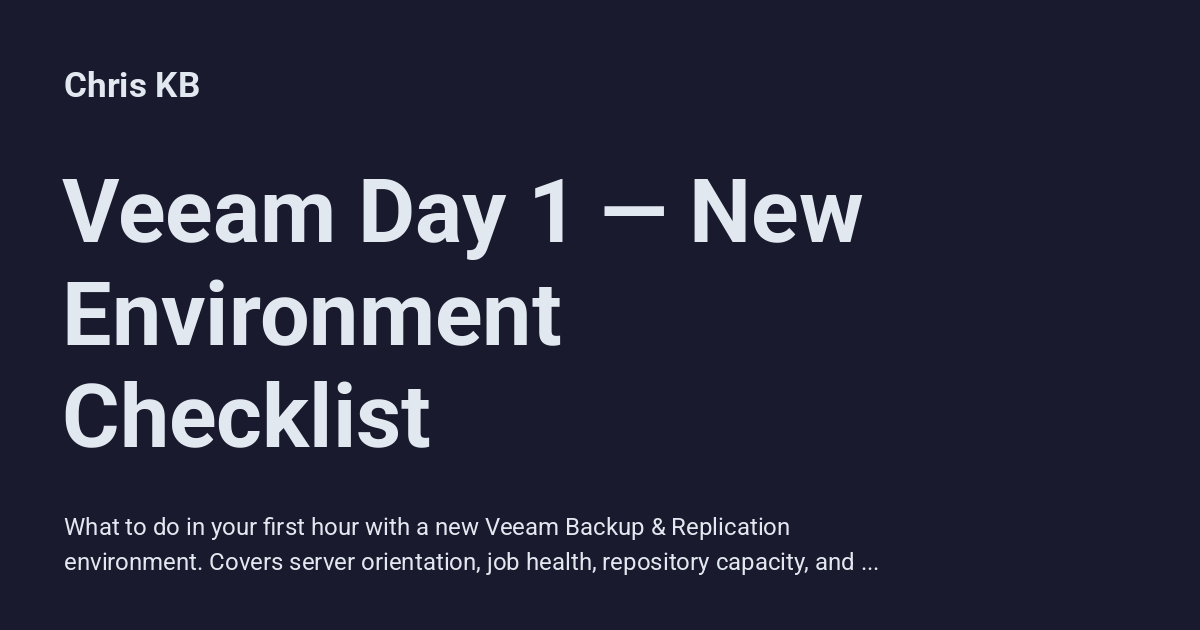 Chris KB
Veeam Day 1 — New
Environment
Checklist
What to do in your first hour with a new Veeam Backup & Replication
environment. Covers server orientation, job health, repository capacity, and ...